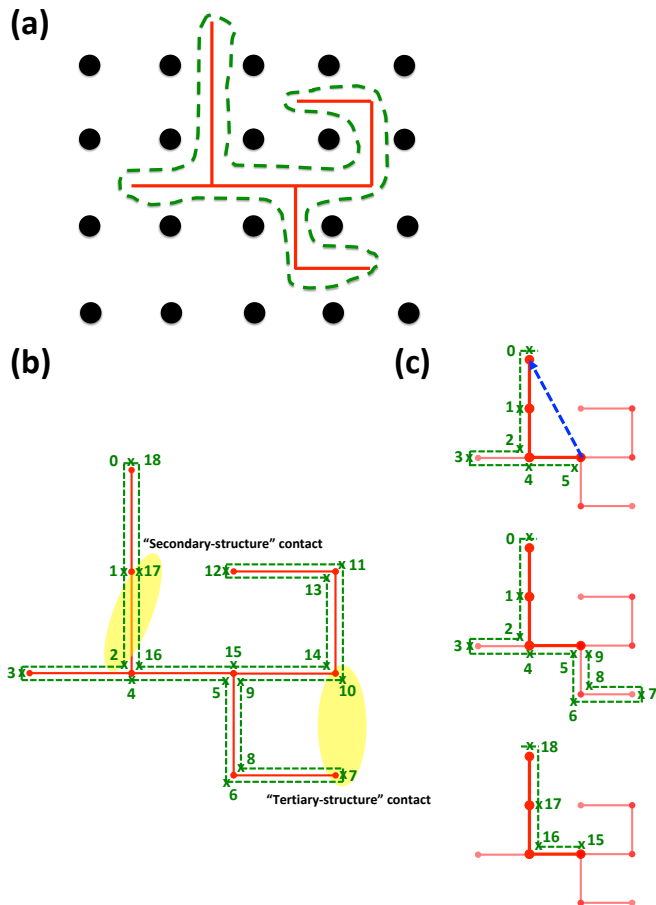 (a)
(b)
0 18
"Secondary-structure" contact
1 17
12 11
13
2 16 15 14
3
4 5 9 10
8 7
6
"Tertiary-structure" contact
(c)
0
1
2
3
4 5
0
1
2
3
4 5 9
8
7
6
18
17
16 15